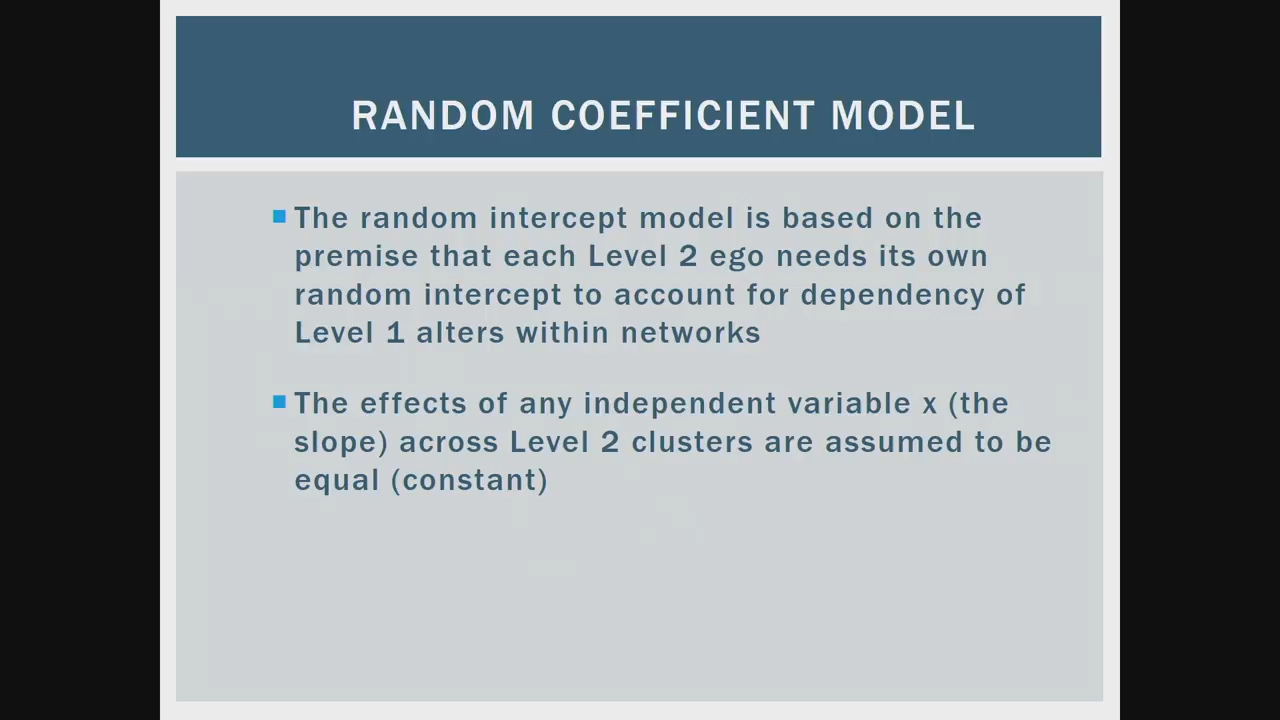 RANDOM COEFFICIENT MODEL
The random intercept model is based on the
premise that each Level 2 ego needs its own
random intercept to account for dependency of
Level 1 alters within networks
The effects of any independent variable x (the
slope) across Level 2 clusters are assumed to be
equal (constant)